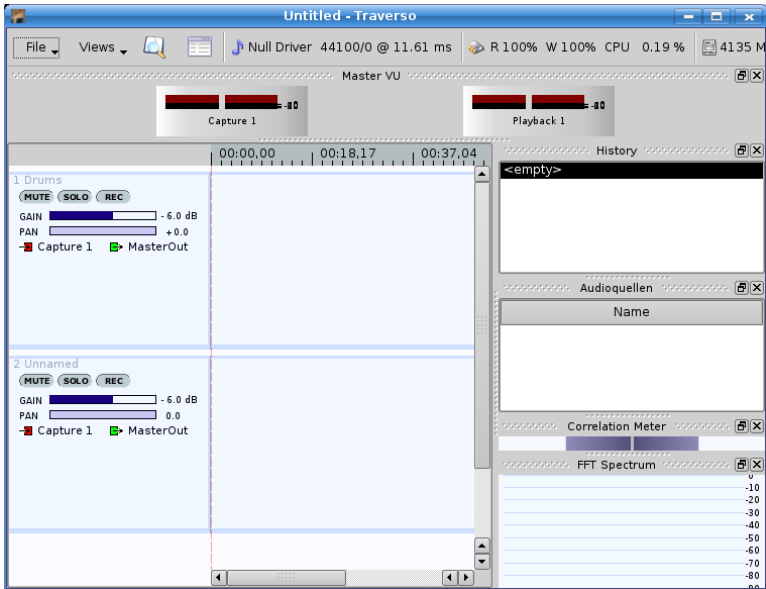 Untitled - Traverso
File Views Null Driver 44100/0 @ 11.61 ms R 100% W 100% CPU 0.19 % 4135 M
Master VU
-80 -80
Capture 1 Playback 1
00:00,00 00:18,17 00:37,04
1 Drums
MUTE SOLO REC
GAIN - 6.0 dB
PAN + 0.0
Capture 1 MasterOut
2 Unnamed
MUTE SOLO REC
GAIN - 6.0 dB
PAN 0.0
Capture 1 MasterOut
History
<empty>
Audioquellen
Name
Correlation Meter
FFT Spectrum
0
-10
-20
-30
-40
-50
-60
-70
-80